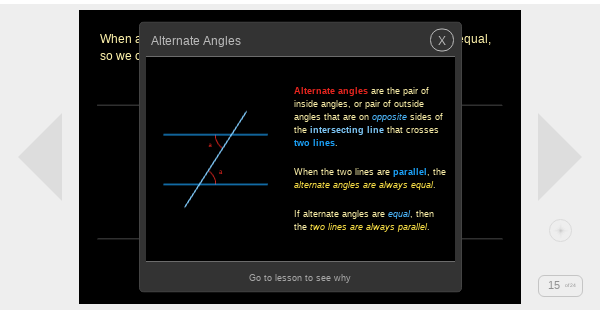 When a
equal,
so we c
Alternate Angles
X
Alternate angles are the pair of
inside angles, or pair of outside
angles that are on opposite sides of
the intersecting line that crosses
two lines.
When the two lines are parallel, the
alternate angles are always equal.
If alternate angles are equal, then
the two lines are always parallel.
a
a
Go to lesson to see why
15